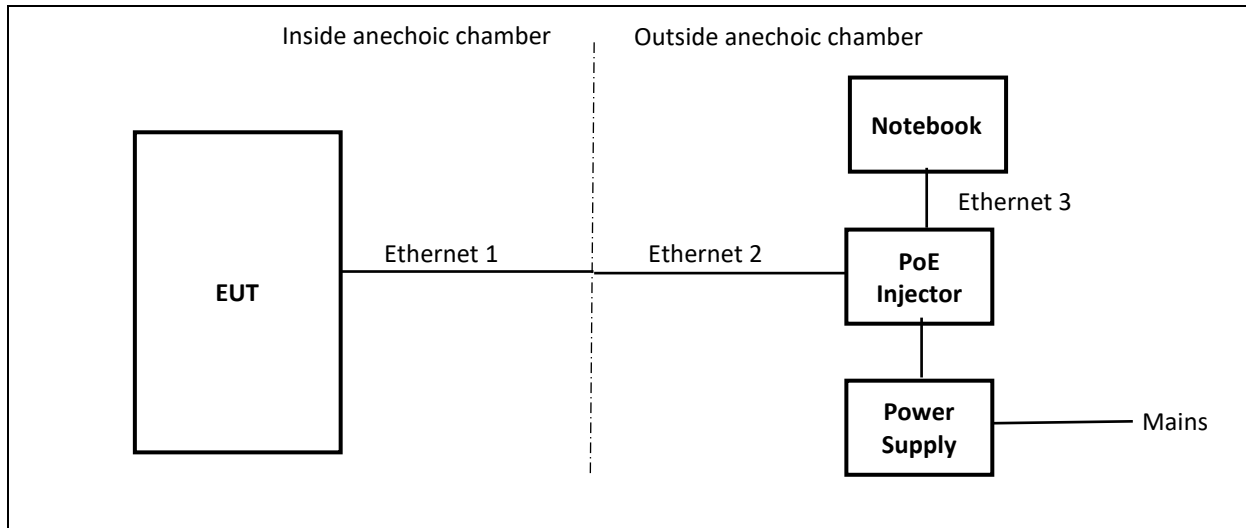 Inside anechoic chamber
Outside anechoic chamber
Notebook
Ethernet 3
Ethernet 1
Ethernet 2
PoE
Injector
EUT
Power
Supply
Mains